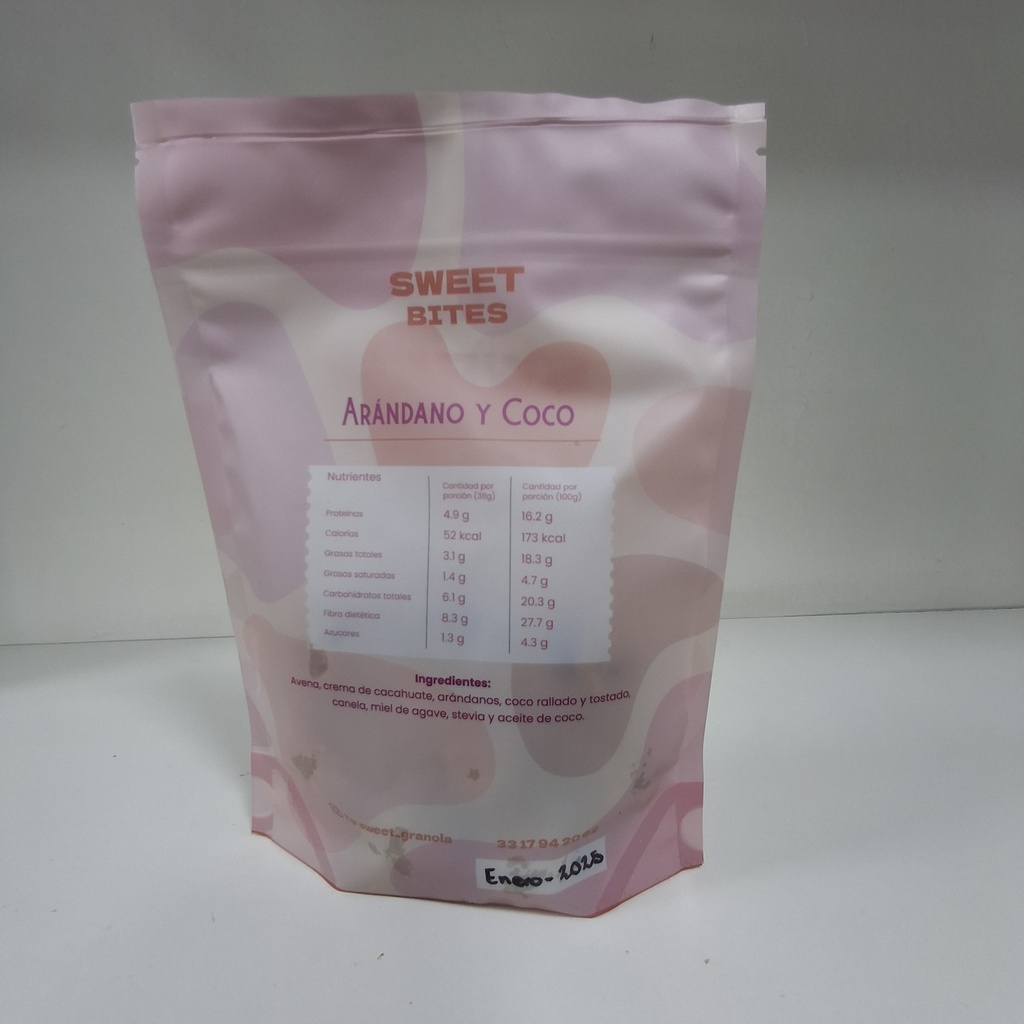 SWEET
BITES
ARÁNDANO Y COCO
Nutrientes Cantidad por porción (38g) Cantidad por porción (100g)
Proteínas 4.9 g 16.2 g
Calorías 52 kcal 173 kcal
Grasas totales 3.1 g 18.3 g
Grasas saturadas 1.4 g 4.7 g
Carbohidratos totales 6.1 g 20.3 g
Fibra dietética 8.3 g 27.7 g
Azucares 1.3 g 4.3 g
Ingredientes:
Avena, crema de cacahuate, arándanos, coco rallado y tostado,
canela, miel de agave, stevia y aceite de coco.
sweet_granola
Enero - 2025